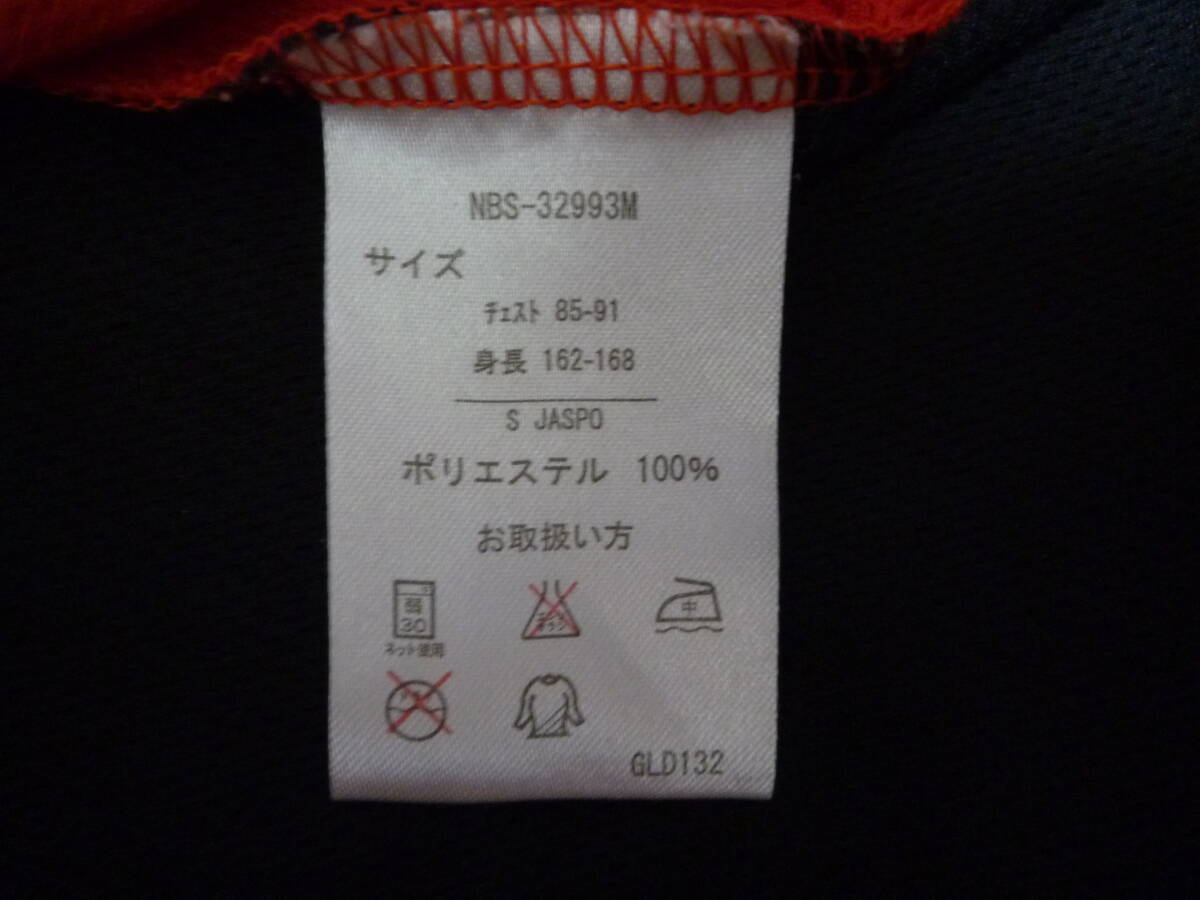 NBS-32993M
サイズ
ﾁｪｽﾄ 85-91
身長 162-168
S JASPO
ポリエステル 100%
お取扱い方
弱
30
ネット使用
中
GLD132